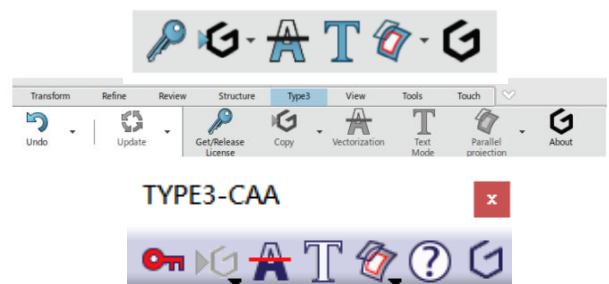 Transform Refine Review Structure Type3 View Tools Touch
Undo Update Get/Release License Copy Vectorization Text Mode Parallel projection About
TYPE3-CAA x